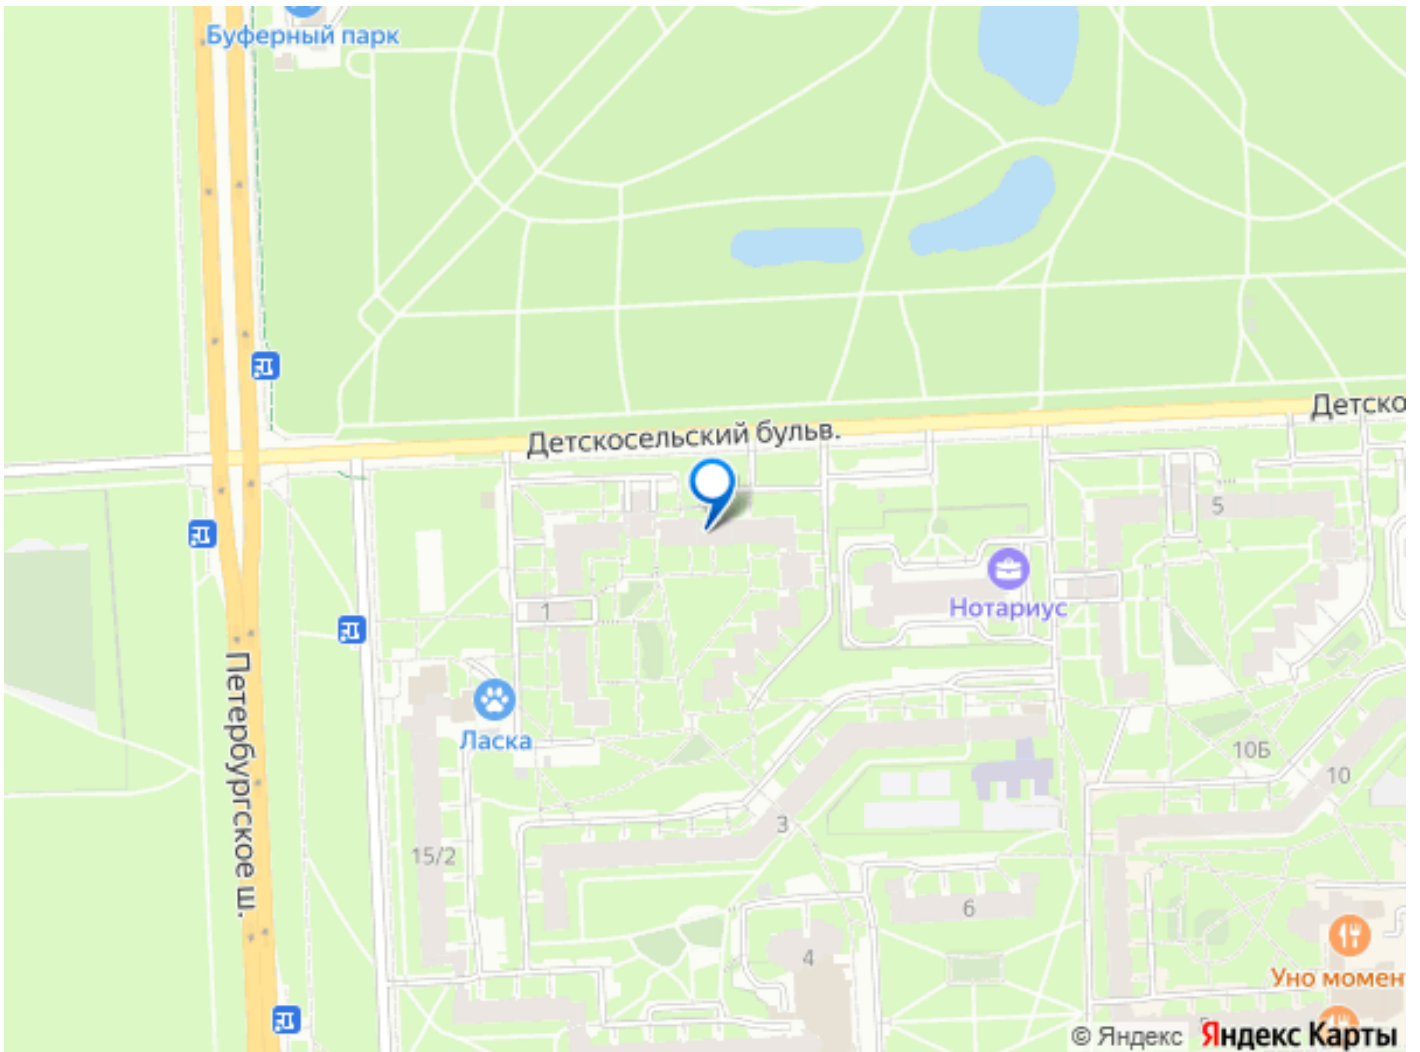 Буферный парк
Детско
Детскосельский бульв.
5
Нотариус
1
Петербургское ш.
Ласка
10Б
10
3
15/2
6
4
Уно момен
© Яндекс Яндекс Карты